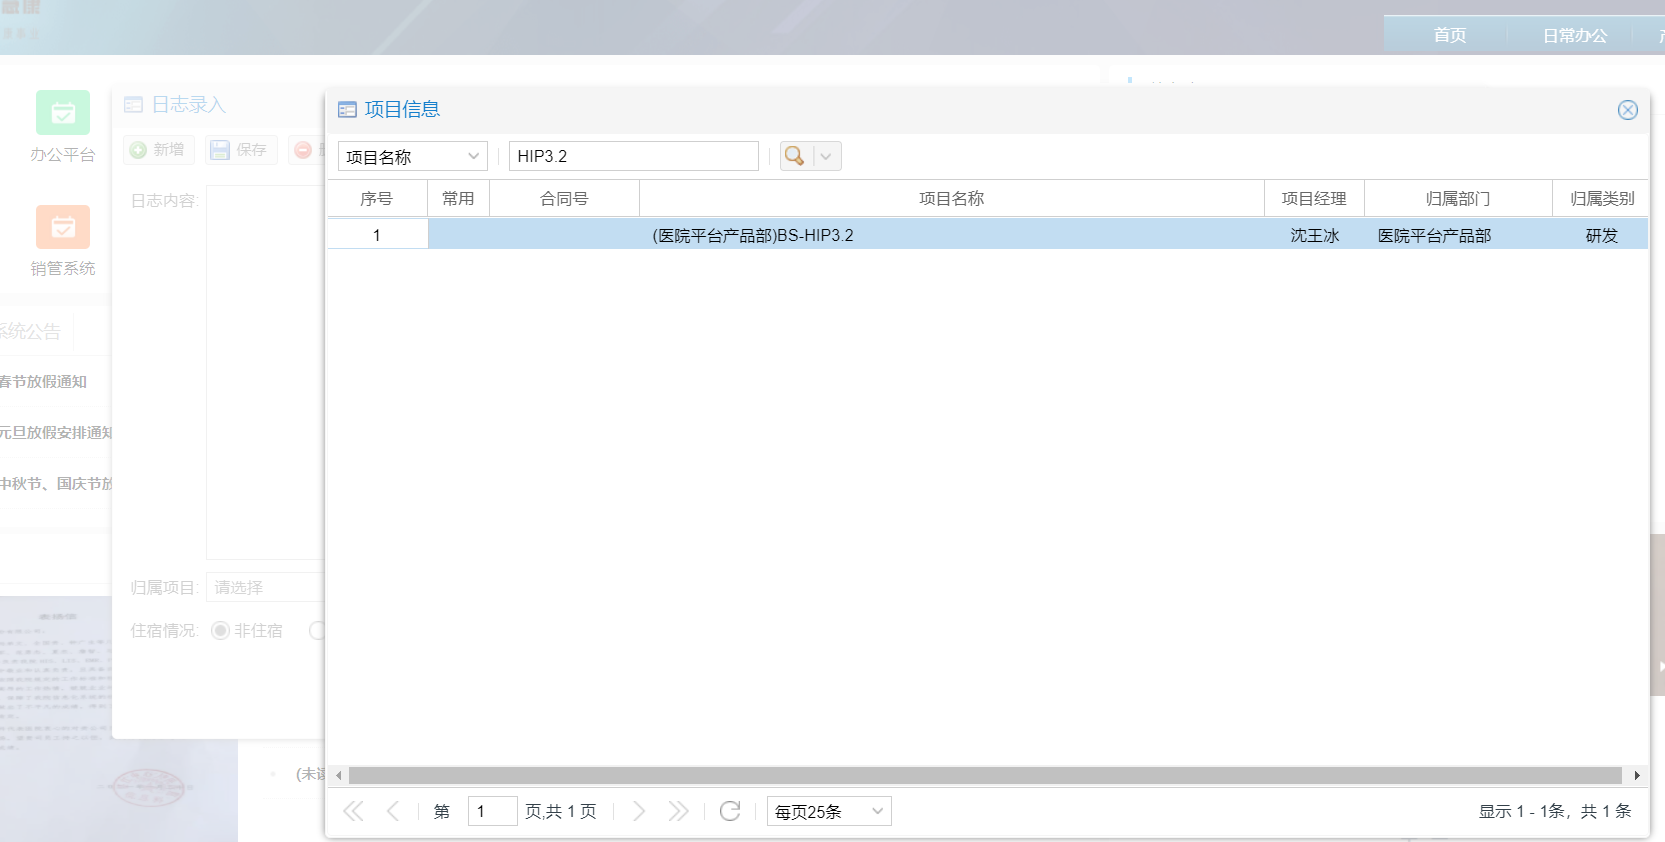 首页
日常办公
办公平台
销管系统
系统公告
春节放假通知
元旦放假安排通知
中秋节、国庆节放
日志录入
新增
保存
日志内容:
归属项目:
请选择
住宿情况:
非住宿
(未读
项目信息
项目名称
HIP3.2
序号
常用
合同号
项目名称
项目经理
归属部门
归属类别
1
(医院平台产品部)BS-HIP3.2
沈王冰
医院平台产品部
研发
第 1 页,共 1 页
每页25条
显示 1 - 1条，共 1 条